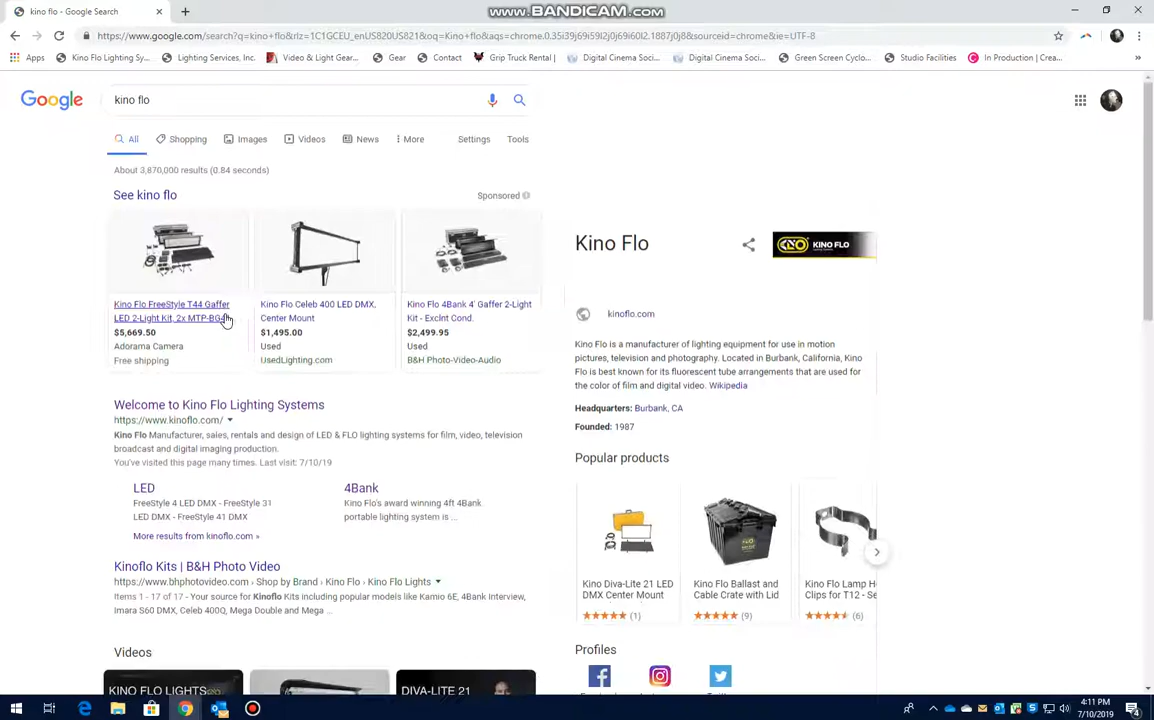 www.BANDICAM.com
kino flo - Google Search
https://www.google.com/search?q=kino+flo&rlz=1C1GCEU_enUS820US821&oq=Kino+flo&aqs=chrome.0.35i39j69i59l2j0j69i60l2.1887j0j8&sourceid=chrome&ie=UTF-8
Apps
Kino Flo Lighting Sy...
Lighting Services, Inc.
Video & Light Gear...
Gear
Contact
Grip Truck Rental |
Digital Cinema Soci...
Digital Cinema Soci...
Green Screen Cyclo...
Studio Facilities
In Production | Crea...
Google
kino flo
All
Shopping
Images
Videos
News
More
Settings
Tools
About 3,870,000 results (0.84 seconds)
See kino flo
Sponsored
Kino Flo FreeStyle T44 Gaffer
LED 2-Light Kit, 2x MTP-BG4
$5,669.50
Adorama Camera
Free shipping
Kino Flo Celeb 400 LED DMX,
Center Mount
$1,495.00
Used
UsedLighting.com
Kino Flo 4Bank 4' Gaffer 2-Light
Kit - Exclnt Cond.
$2,499.95
Used
B&H Photo-Video-Audio
Welcome to Kino Flo Lighting Systems
https://www.kinoflo.com/
Kino Flo Manufacturer, sales, rentals and design of LED & FLO lighting systems for film, video, television
broadcast and digital imaging production.
You've visited this page many times. Last visit: 7/10/19
LED
FreeStyle 4 LED DMX - FreeStyle 31
LED DMX - FreeStyle 41 DMX
More results from kinoflo.com »
4Bank
Kino Flo's award winning 4ft 4Bank
portable lighting system is ...
Kinoflo Kits | B&H Photo Video
https://www.bhphotovideo.com › Shop by Brand › Kino Flo › Kino Flo Lights
Items 1 - 17 of 17 - Your source for Kinoflo Kits including popular models like Kamio 6E, 4Bank Interview,
Imara S60 DMX, Celeb 400Q, Mega Double and Mega ...
Videos
KINO FLO LIGHTS
DIVA-LITE 21
Kino Flo
KINO FLO
kinoflo.com
Kino Flo is a manufacturer of lighting equipment for use in motion
pictures, television and photography. Located in Burbank, California, Kino
Flo is best known for its fluorescent tube arrangements that are used for
the color of film and digital video. Wikipedia
Headquarters: Burbank, CA
Founded: 1987
Popular products
Kino Diva-Lite 21 LED
DMX Center Mount
(1)
Kino Flo Ballast and
Cable Crate with Lid
(9)
Kino Flo Lamp H
Clips for T12 - Se
(6)
Profiles
4:11 PM
7/10/2019